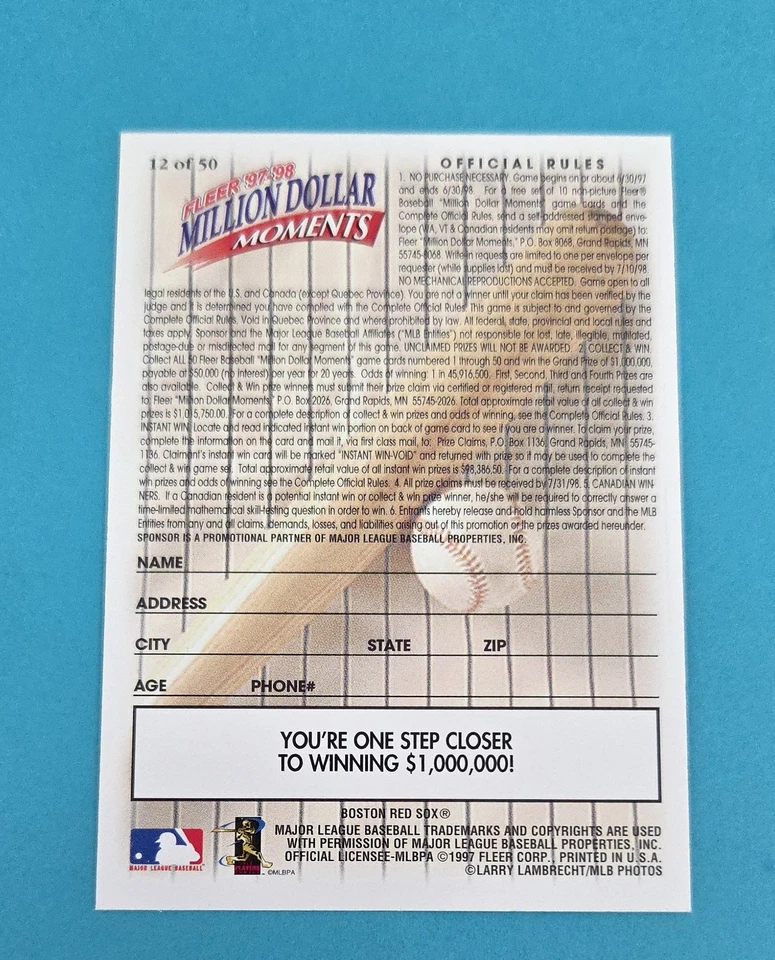 12 of 50
FLEER '97-'98
MILLION DOLLAR
MOMENTS
OFFICIAL RULES
1. NO PURCHASE NECESSARY. Game begins on or about 6/30/97
and ends 6/30/98. For a free set of 10 non-picture Fleer®
Baseball "Million Dollar Moments" game cards and the
Complete Official Rules, send a self-addressed stamped enve-
lope (WA, VT & Canadian residents may omit return postage) to:
Fleer "Million Dollar Moments," P.O. Box 8068, Grand Rapids, MN
55745-8068. Write-in requests are limited to one per envelope per
requester (while supplies last) and must be received by 7/10/98.
NO MECHANICAL REPRODUCTIONS ACCEPTED. Game open to all
legal residents of the U.S. and Canada (except Quebec Province). You are not a winner until your claim has been verified by the
judge and it is determined you have complied with the Complete Official Rules. This game is subject to and governed by the
Complete Official Rules. Void in Quebec Province and where prohibited by law. All federal, state, provincial and local rules and
taxes apply. Sponsor and the Major League Baseball Affiliates ("MLB Entities") not responsible for lost, late, illegible, mutilated,
postage-due or misdirected mail for any segment of this game. UNCLAIMED PRIZES WILL NOT BE AWARDED. 2. COLLECT & WIN.
Collect ALL 50 Fleer Baseball "Million Dollar Moments" game cards numbered 1 through 50 and win the Grand Prize of $1,000,000,
payable at $50,000 (no interest) per year for 20 years. Odds of winning: 1 in 45,916,500. First, Second, Third and Fourth Prizes are
also available. Collect & Win prize winners must submit their prize claim via certified or registered mail, return receipt requested
to: Fleer "Million Dollar Moments," P.O. Box 2026, Grand Rapids, MN 55745-2026. Total approximate retail value of all collect & win
prizes is $1,015,750.00. For a complete description of collect & win prizes and odds of winning, see the Complete Official Rules. 3.
INSTANT WIN: Locate and read indicated instant win portion on back of game card to see if you are a winner. To claim your prize,
complete the information on the card and mail it, via first class mail, to: Prize Claims, P.O. Box 1136, Grand Rapids, MN 55745-
1136. Claimant's instant win card will be marked "INSTANT WIN-VOID" and returned with prize so it may be used to complete the
collect & win game set. Total approximate retail value of all instant win prizes is $98,386.50. For a complete description of instant
win prizes and odds of winning see the Complete Official Rules. 4. All prize claims must be received by 7/31/98. 5. CANADIAN WIN-
NERS. If a Canadian resident is a potential instant win or collect & win prize winner, he/she will be required to correctly answer a
time-limited mathematical skill-testing question in order to win. 6. Entrants hereby release and hold harmless Sponsor and the MLB
Entities from any and all claims, demands, losses, and liabilities arising out of this promotion or the prizes awarded hereunder.
SPONSOR IS A PROMOTIONAL PARTNER OF MAJOR LEAGUE BASEBALL PROPERTIES, INC.
NAME
ADDRESS
CITY STATE ZIP
AGE PHONE#
YOU'RE ONE STEP CLOSER
TO WINNING $1,000,000!
BOSTON RED SOX®
MAJOR LEAGUE BASEBALL TRADEMARKS AND COPYRIGHTS ARE USED
WITH PERMISSION OF MAJOR LEAGUE BASEBALL PROPERTIES, INC.
OFFICIAL LICENSEE-MLBPA ©1997 FLEER CORP., PRINTED IN U.S.A.
©LARRY LAMBRECHT/MLB PHOTOS
MAJOR LEAGUE BASEBALL
PLAYERS
©MLBPA